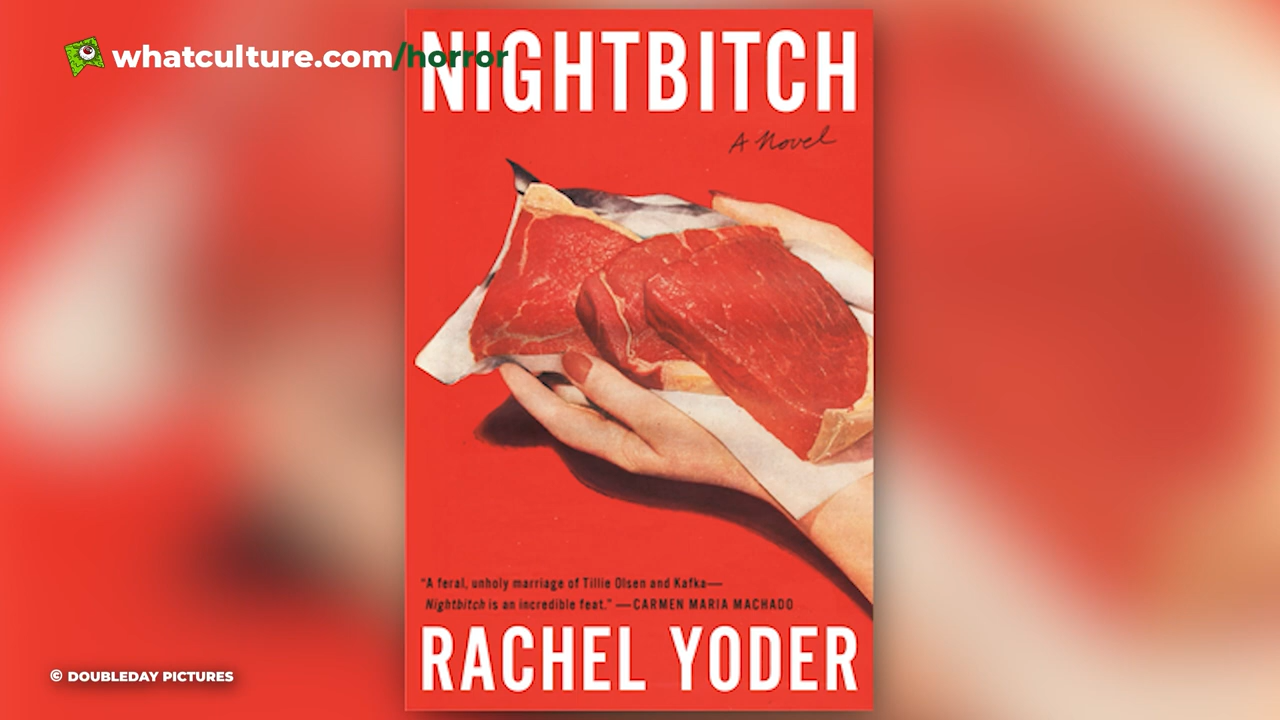 whatculture.com/horror
NIGHTBITCH
A Novel
"A feral, unholy marriage of Tillie Olsen and Kafka—
Nightbitch is an incredible feat." —CARMEN MARIA MACHADO
RACHEL YODER
© DOUBLEDAY PICTURES